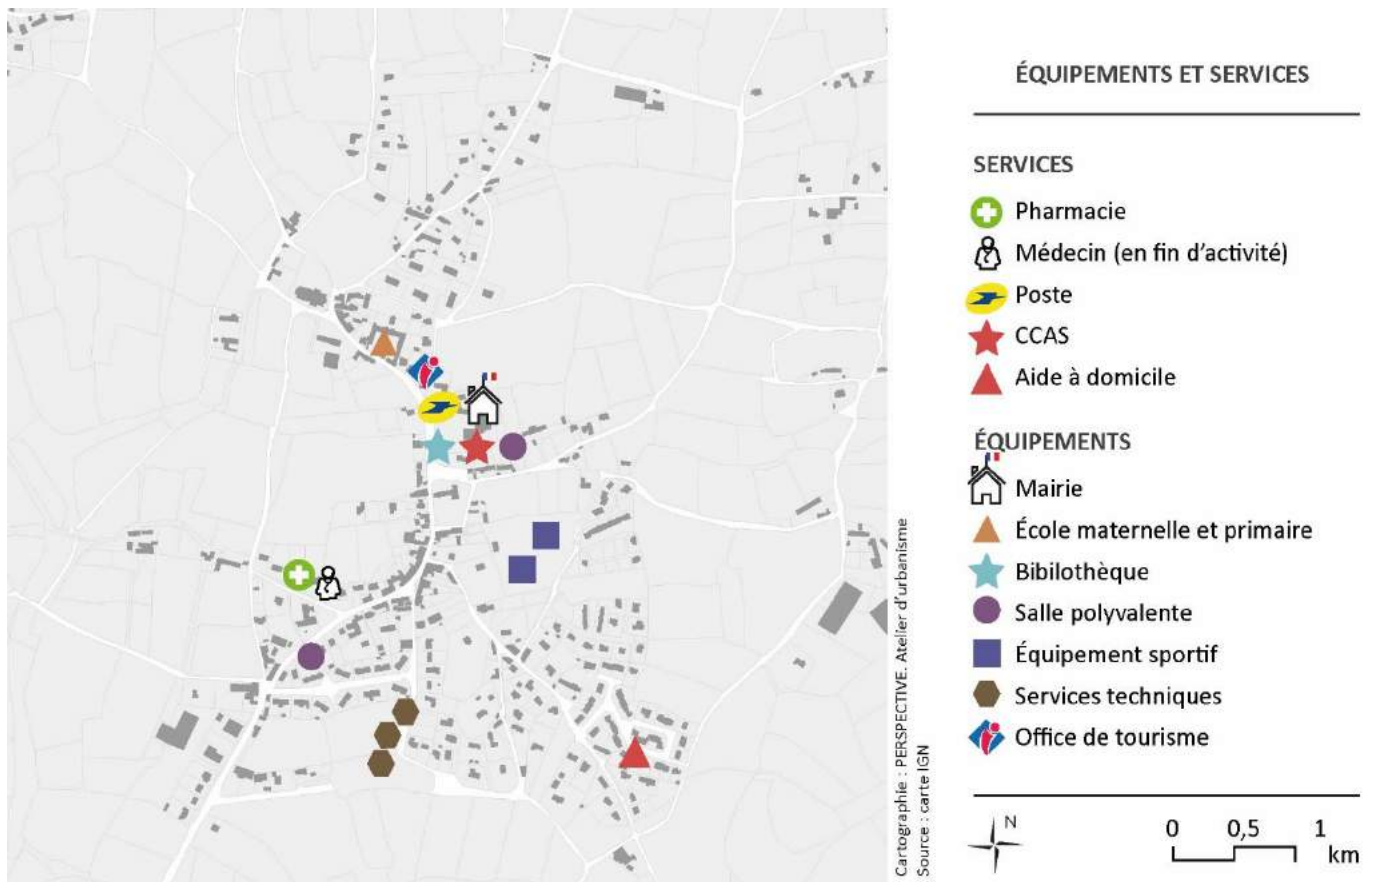 ÉQUIPEMENTS ET SERVICES
SERVICES
Pharmacie
Médecin (en fin d'activité)
Poste
CCAS
Aide à domicile
ÉQUIPEMENTS
Mairie
École maternelle et primaire
Bibilothèque
Salle polyvalente
Équipement sportif
Services techniques
Office de tourisme
N
0 0,5 1
km
Cartographie : PERSPECTIVE. Atelier d'urbanisme
Source : carte IGN